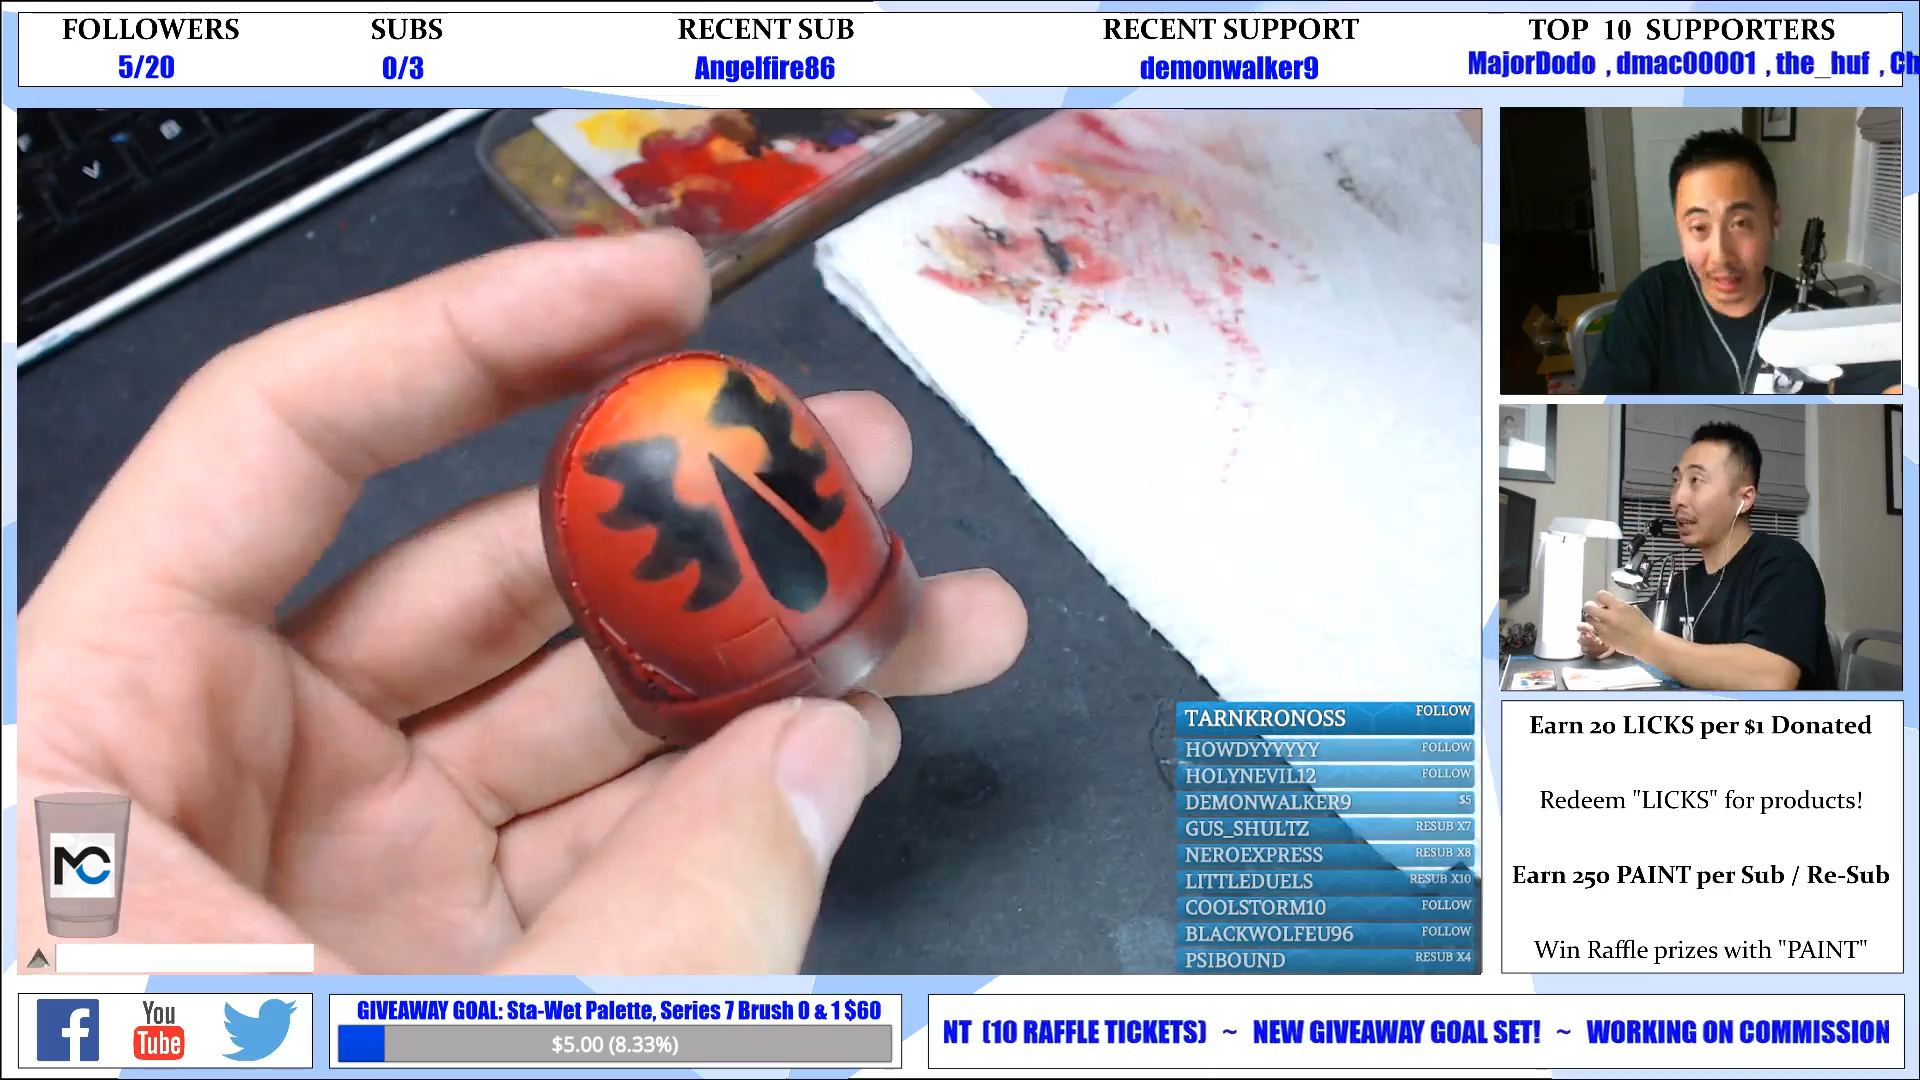 FOLLOWERS
5/20
SUBS
0/3
RECENT SUB
Angelfire86
RECENT SUPPORT
demonwalker9
TOP 10 SUPPORTERS
MajorDodo , dmac00001 , the_huf , Ch
V
B
TARNKRONOSS FOLLOW
HOWDYYYYYY FOLLOW
HOLYNEVIL12 FOLLOW
DEMONWALKER9 $5
GUS_SHULTZ RESUB X7
NEROEXPRESS RESUB X8
LITTLEDUELS RESUB X10
COOLSTORM10 FOLLOW
BLACKWOLFEU96 FOLLOW
PSIBOUND RESUB X4
Earn 20 LICKS per $1 Donated
Redeem "LICKS" for products!
Earn 250 PAINT per Sub / Re-Sub
Win Raffle prizes with "PAINT"
MC
f
You
Tube
GIVEAWAY GOAL: Sta-Wet Palette, Series 7 Brush 0 & 1 $60
$5.00 (8.33%)
NT (10 RAFFLE TICKETS) ~ NEW GIVEAWAY GOAL SET! ~ WORKING ON COMMISSION